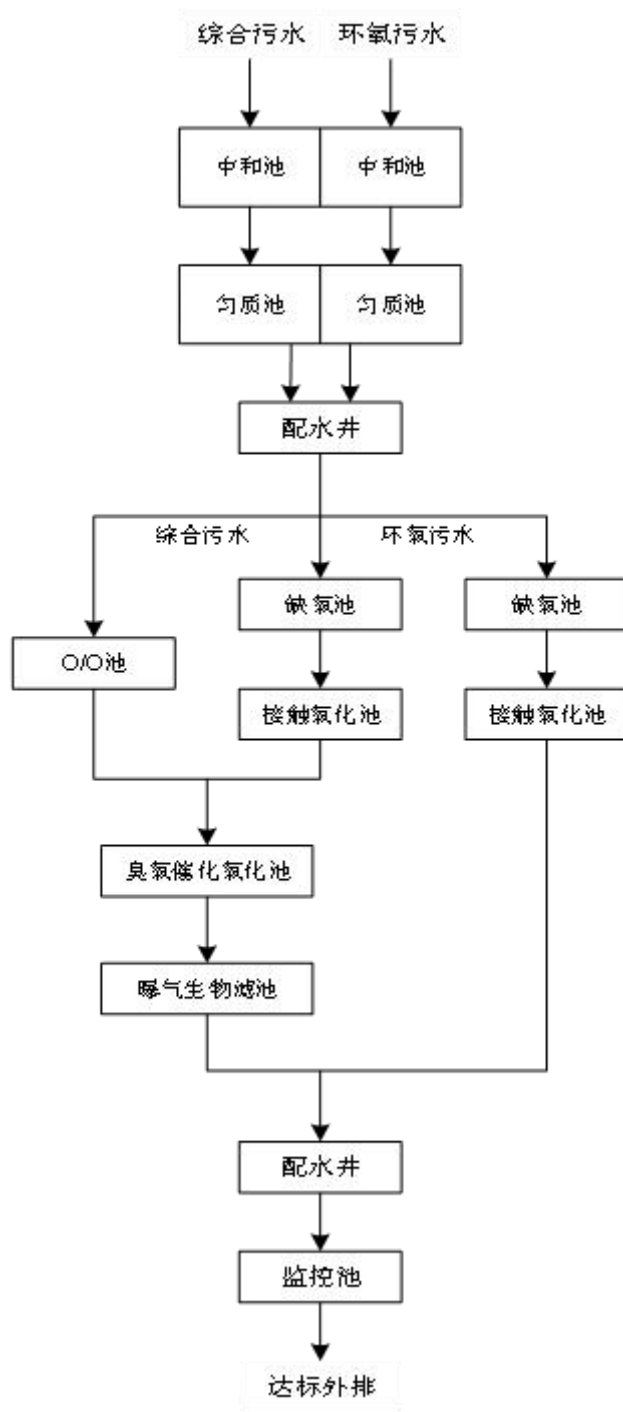 综合污水 环氧污水
中和池 中和池
匀质池 匀质池
配水井
综合污水 环氧污水
缺氧池 缺氧池
O/O池
接触氧化池 接触氧化池
臭氧催化氧化池
曝气生物滤池
配水井
监控池
达标外排